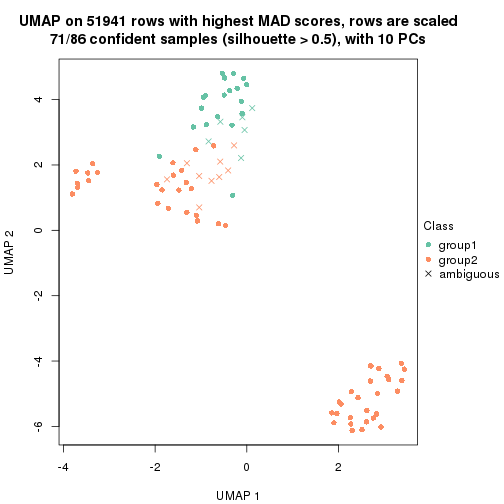 UMAP on 51941 rows with highest MAD scores, rows are scaled
71/86 confident samples (silhouette > 0.5), with 10 PCs
4
2
0
-2
-4
-6
UMAP 2
-4
-2
0
2
UMAP 1
Class
group1
group2
ambiguous